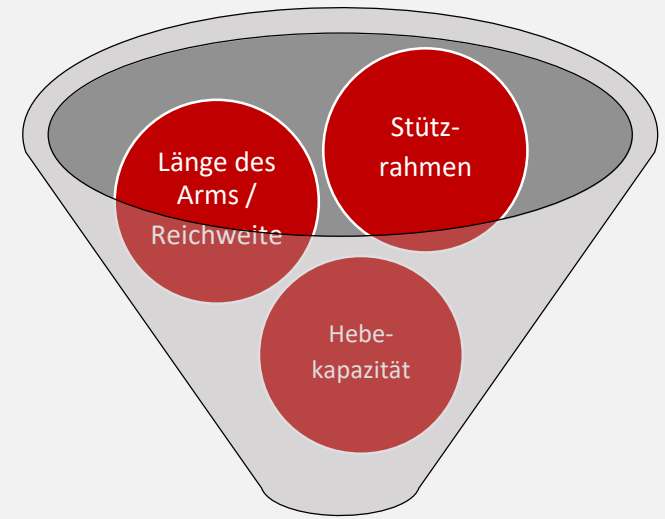 Länge des
Arms /
Reichweite
Stütz-
rahmen
Hebe-
kapazität